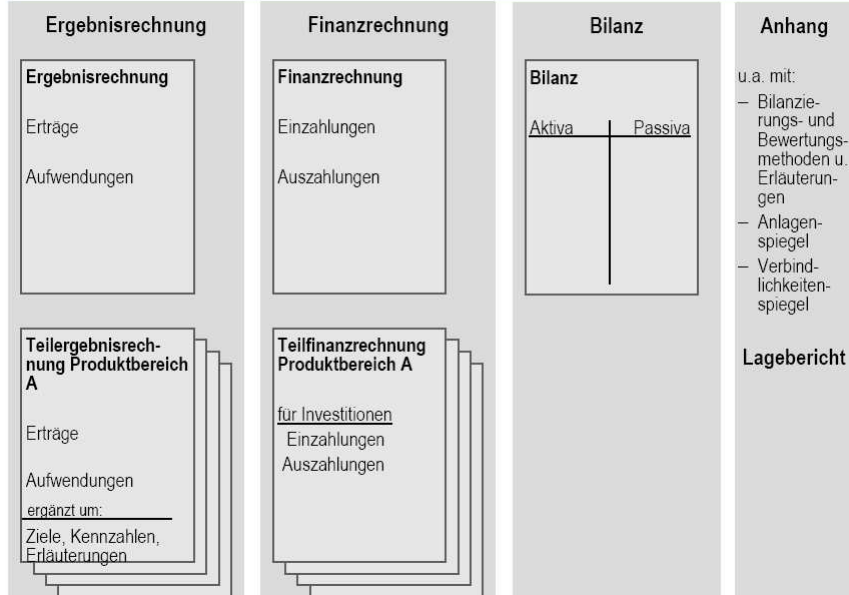 Ergebnisrechnung
Ergebnisrechnung
Erträge
Aufwendungen
Teilergebnisrech-
nung Produktbereich
A
Erträge
Aufwendungen
ergänzt um:
Ziele, Kennzahlen,
Erläuterungen
Finanzrechnung
Finanzrechnung
Einzahlungen
Auszahlungen
Teilfinanzrechnung
Produktbereich A
für Investitionen
Einzahlungen
Auszahlungen
Bilanz
Bilanz
Aktiva Passiva
Anhang
u.a. mit:
– Bilanzie-
rungs- und
Bewertungs-
methoden u.
Erläuterun-
gen
– Anlagen-
spiegel
– Verbind-
lichkeiten-
spiegel
Lagebericht